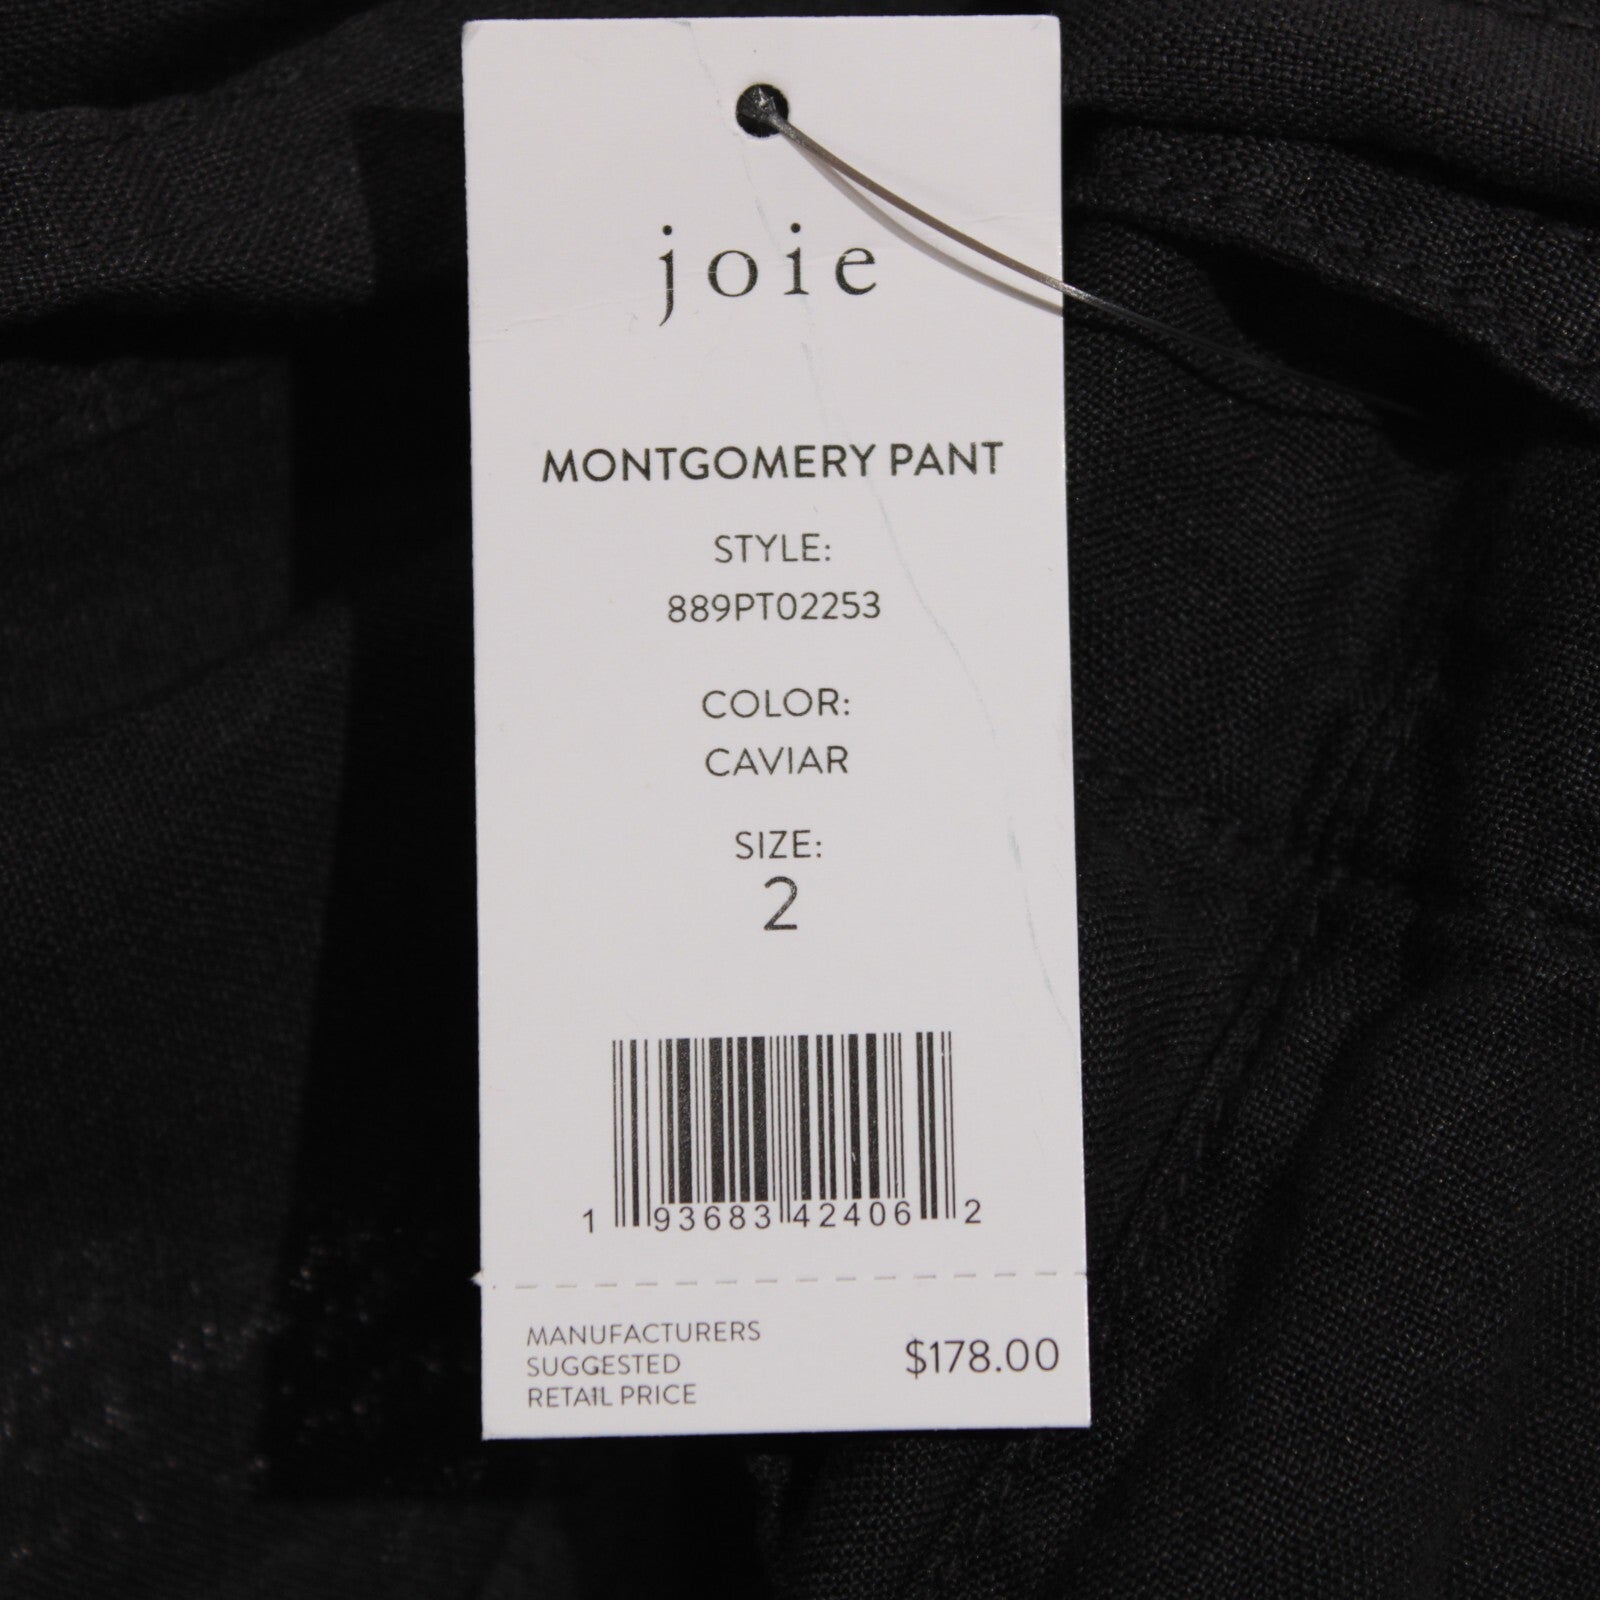 joie
MONTGOMERY PANT
STYLE:
889PT02253
COLOR:
CAVIAR
SIZE:
2
1 93683 42406 2
MANUFACTURERS
SUGGESTED
RETAIL PRICE
$178.00